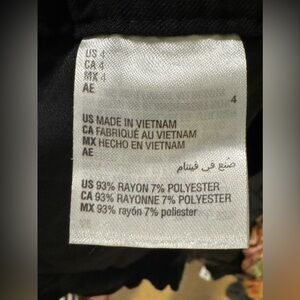 US 4
CA 4
MX 4
AE
4
US MADE IN VIETNAM
CA FABRIQUÉ AU VIETNAM
MX HECHO EN VIETNAM
AE
صنع في فيتنام
US 93% RAYON 7% POLYESTER
CA 93% RAYONNE 7% POLYESTER
MX 93% rayón 7% poliester